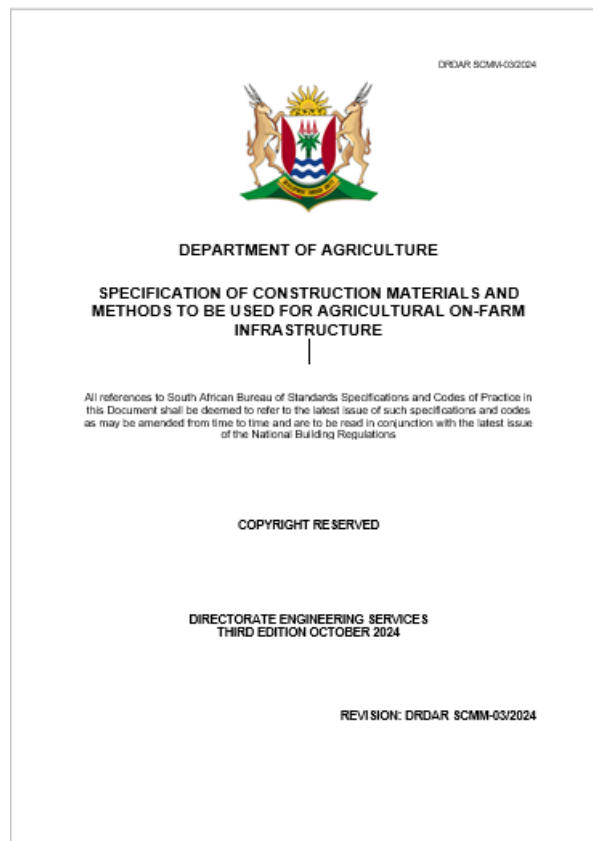 DRDAR SCMM-03/2024
DEVELOPMENT THROUGH UNITY
DEPARTMENT OF AGRICULTURE
SPECIFICATION OF CONSTRUCTION MATERIALS AND
METHODS TO BE USED FOR AGRICULTURAL ON-FARM
INFRASTRUCTURE
All references to South African Bureau of Standards Specifications and Codes of Practice in
this Document shall be deemed to refer to the latest issue of such specifications and codes
as may be amended from time to time and are to be read in conjunction with the latest issue
of the National Building Regulations
COPYRIGHT RESERVED
DIRECTORATE ENGINEERING SERVICES
THIRD EDITION OCTOBER 2024
REVISION: DRDAR SCMM-03/2024